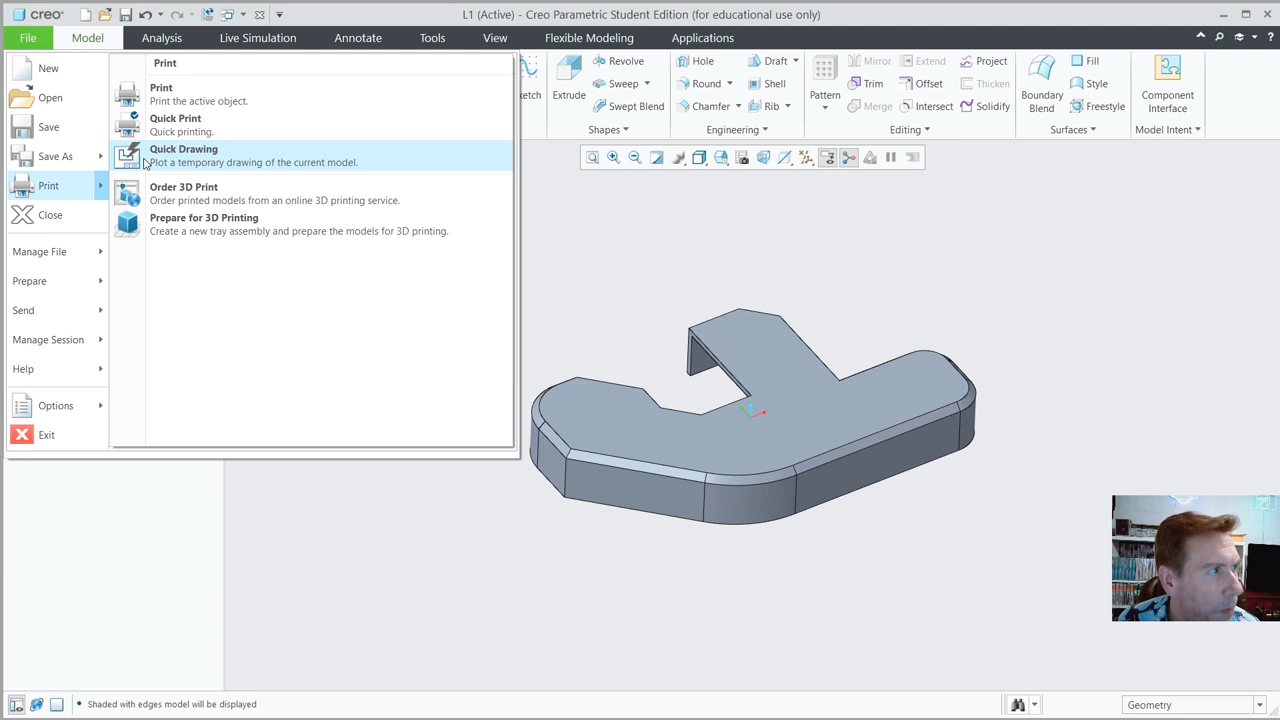 creo
L1 (Active) - Creo Parametric Student Edition (for educational use only)
File
Model
Analysis
Live Simulation
Annotate
Tools
View
Flexible Modeling
Applications
New
Open
Save
Save As
Print
Close
Manage File
Prepare
Send
Manage Session
Help
Options
Exit
Print
Print
Print the active object.
Quick Print
Quick printing.
Quick Drawing
Plot a temporary drawing of the current model.
Order 3D Print
Order printed models from an online 3D printing service.
Prepare for 3D Printing
Create a new tray assembly and prepare the models for 3D printing.
ketch
Extrude
Revolve
Sweep
Swept Blend
Shapes
Hole
Round
Chamfer
Draft
Shell
Rib
Engineering
Pattern
Mirror
Trim
Merge
Extend
Offset
Intersect
Project
Thicken
Solidify
Editing
Boundary
Blend
Fill
Style
Freestyle
Surfaces
Component
Interface
Model Intent
Shaded with edges model will be displayed
Geometry